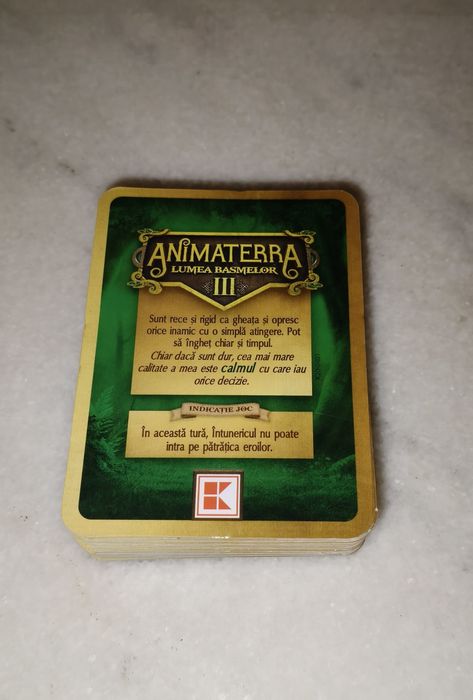 ANIMATERRA
LUMEA BASMELOR
III
Sunt rece și rigid ca gheața și opresc
orice inamic cu o simplă atingere. Pot
să îngheț chiar și timpul.
Chiar dacă sunt dur, cea mai mare
calitate a mea este calmul cu care iau
orice decizie.
INDICAȚIE JOC
În această tură, Întunericul nu poate
intra pe pătrățica eroilor.